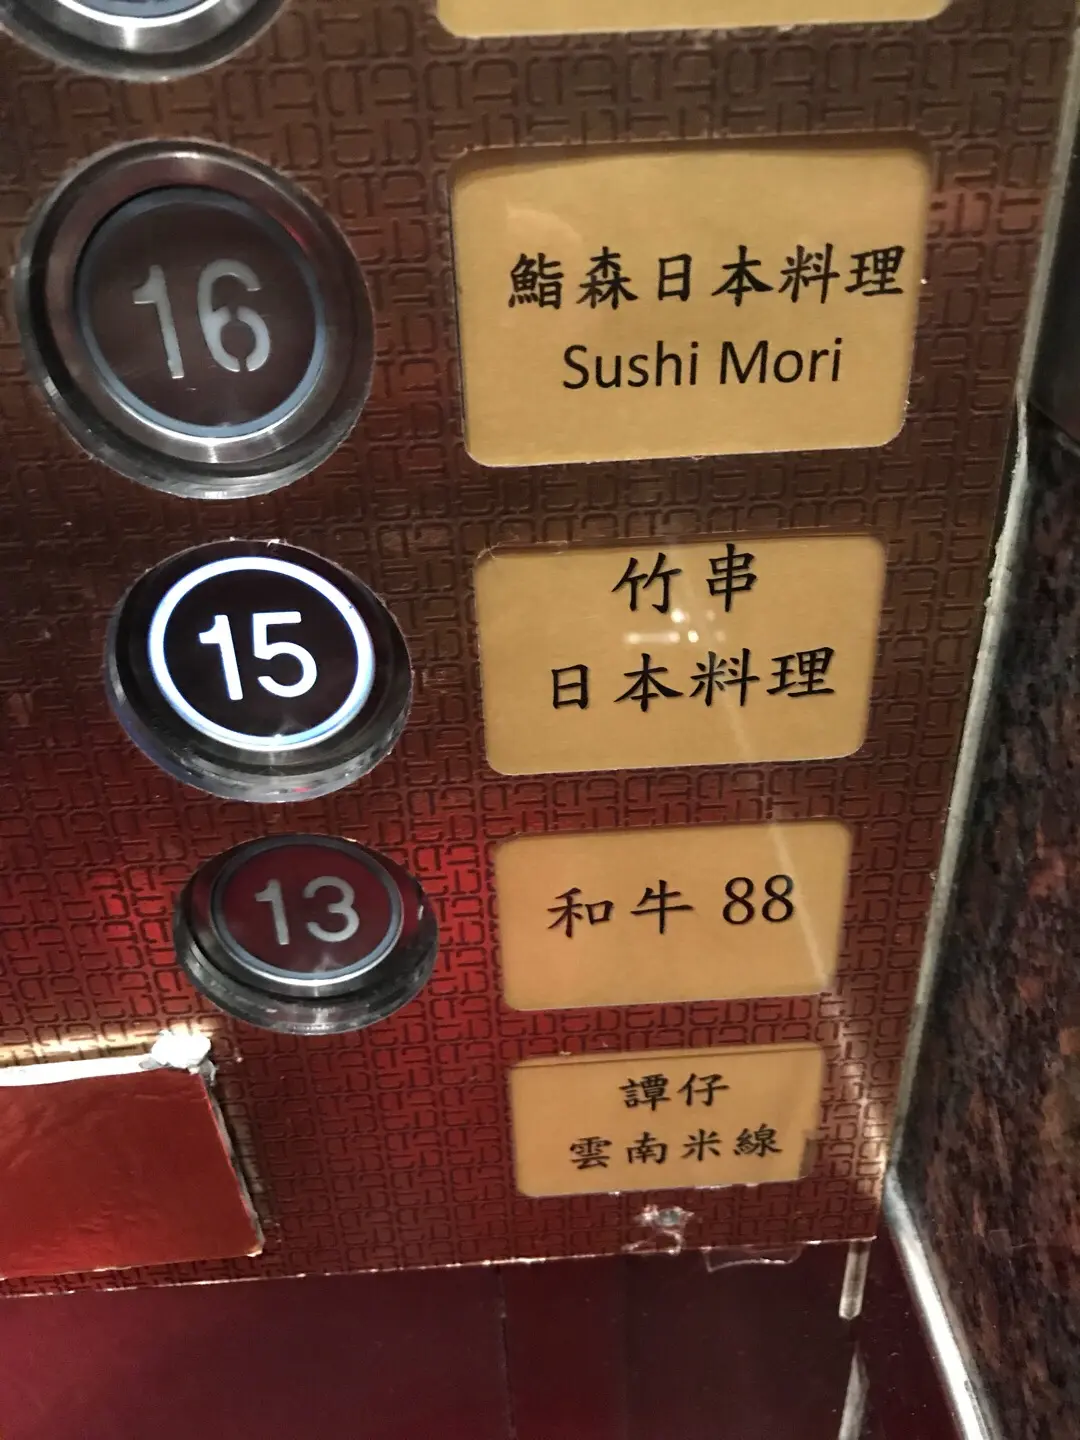 16
鮨森日本料理
Sushi Mori
15
竹串
日本料理
13
和牛 88
譚仔
雲南米線